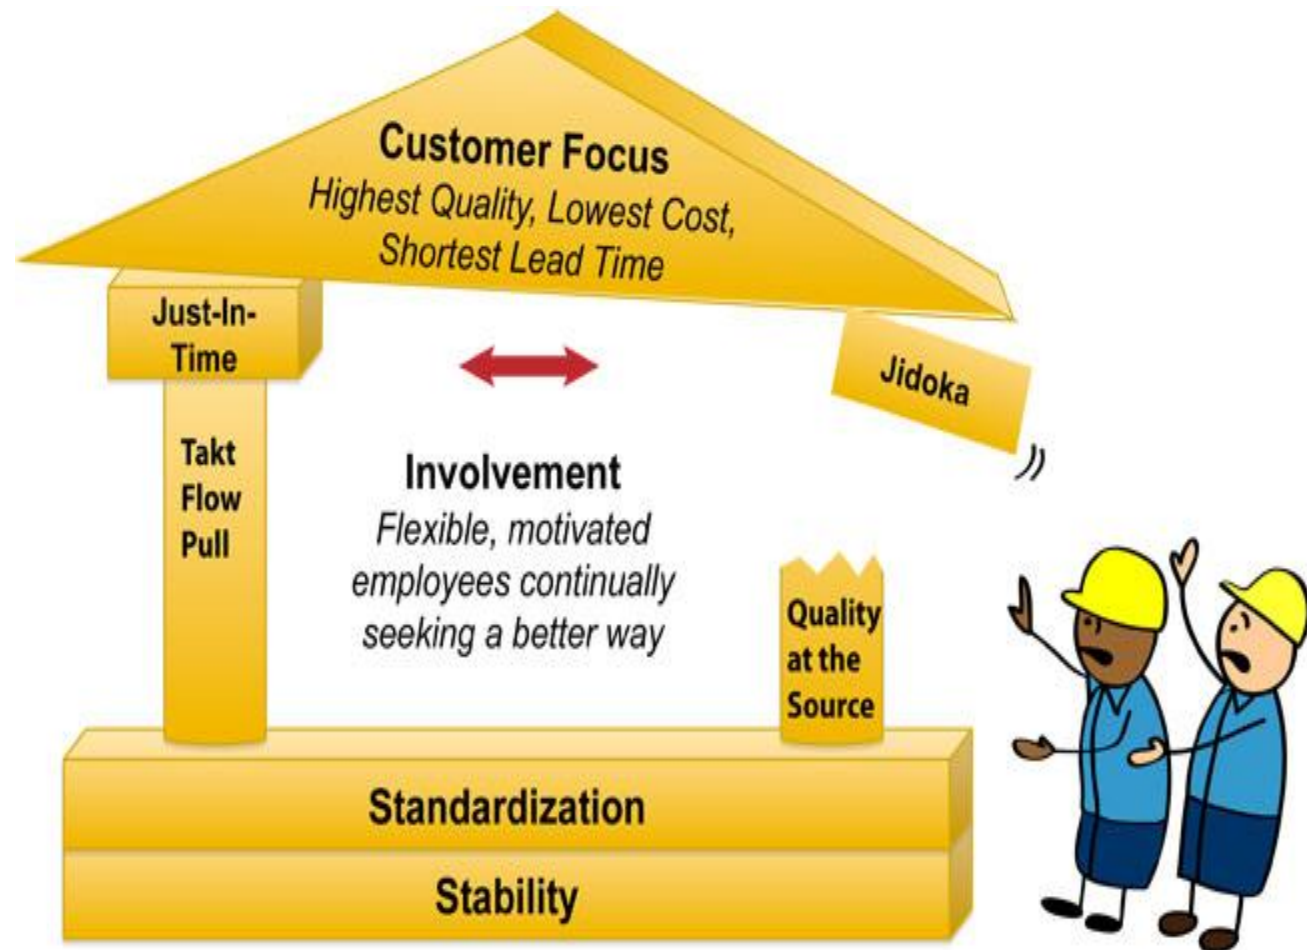 Customer Focus
Highest Quality, Lowest Cost,
Shortest Lead Time
Just-In-
Time
Jidoka
Takt
Flow
Pull
Involvement
Flexible, motivated
employees continually
seeking a better way
Quality
at the
Source
Standardization
Stability